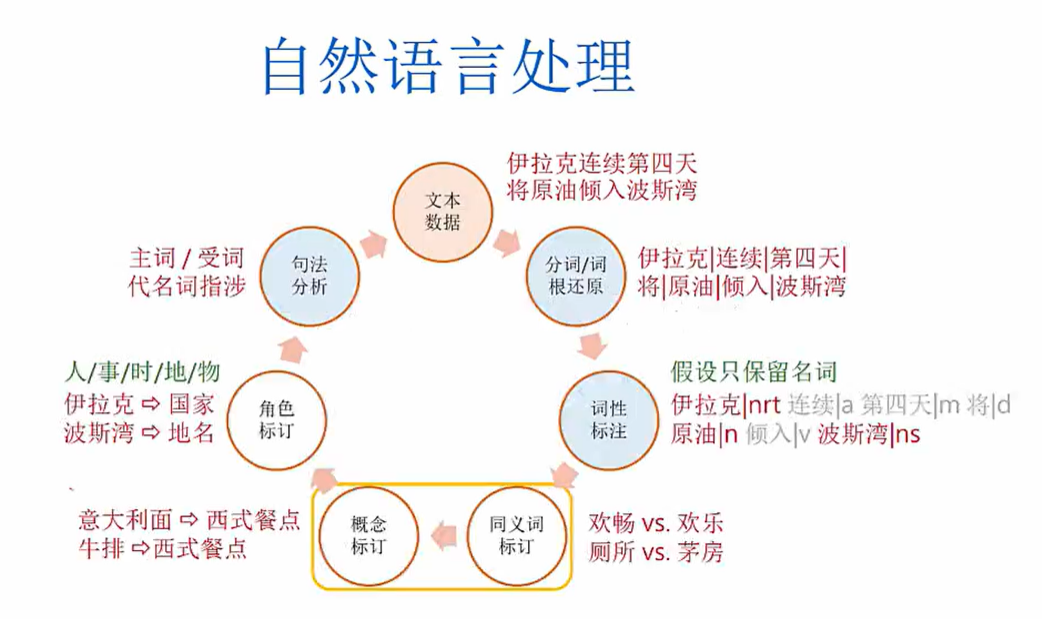 自然语言处理
文本
数据
伊拉克连续第四天
将原油倾入波斯湾
分词/词
根还原
伊拉克|连续|第四天|
将|原油|倾入|波斯湾
词性
标注
假设只保留名词
伊拉克|nrt 连续|a 第四天|m 将|d
原油|n 倾入|v 波斯湾|ns
同义词
标订
欢畅 vs. 欢乐
厕所 vs. 茅房
概念
标订
意大利面 ⇨ 西式餐点
牛排 ⇨西式餐点
角色
标订
人/事/时/地/物
伊拉克 ⇨ 国家
波斯湾 ⇨ 地名
句法
分析
主词 / 受词
代名词指涉